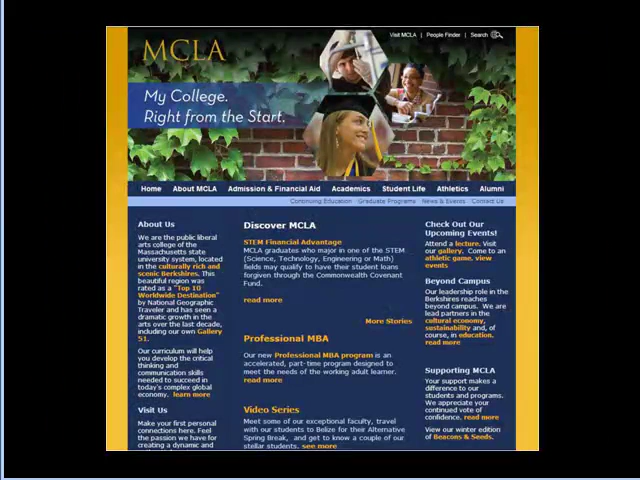 MCLA
Visit MCLA | People Finder | Search
My College.
Right from the Start.
Home About MCLA Admission & Financial Aid Academics Student Life Athletics Alumni
Continuing Education Graduate Programs News & Events Contact Us
About Us
We are the public liberal
arts college of the
Massachusetts state
university system, located
in the culturally rich and
scenic Berkshires. This
beautiful region was
rated as a "Top 10
Worldwide Destination"
by National Geographic
Traveler and has seen a
dramatic growth in the
arts over the last decade,
including our own Gallery
51.
Our curriculum will help
you develop the critical
thinking and
communication skills
needed to succeed in
today's complex global
economy. learn more
Visit Us
Make your first personal
connections here. Feel
the passion we have for
creating a dynamic and
Discover MCLA
STEM Financial Advantage
MCLA graduates who major in one of the STEM
(Science, Technology, Engineering or Math)
fields may qualify to have their student loans
forgiven through the Commonwealth Covenant
Fund.
read more
More Stories
Professional MBA
Our new Professional MBA program is an
accelerated, part-time program designed to
meet the needs of the working adult learner.
read more
Video Series
Meet some of our exceptional faculty, travel
with our students to Belize for their Alternative
Spring Break, and get to know a couple of our
stellar students. see more
Check Out Our
Upcoming Events!
Attend a lecture. Visit
our gallery. Come to an
athletic game. view
events
Beyond Campus
Our leadership role in the
Berkshires reaches
beyond campus. We are
lead partners in the
cultural economy,
sustainability and, of
course, in education.
read more
Supporting MCLA
Your support makes a
difference to our
students and programs.
We appreciate your
continued vote of
confidence. read more
View our winter edition
of Beacons & Seeds.